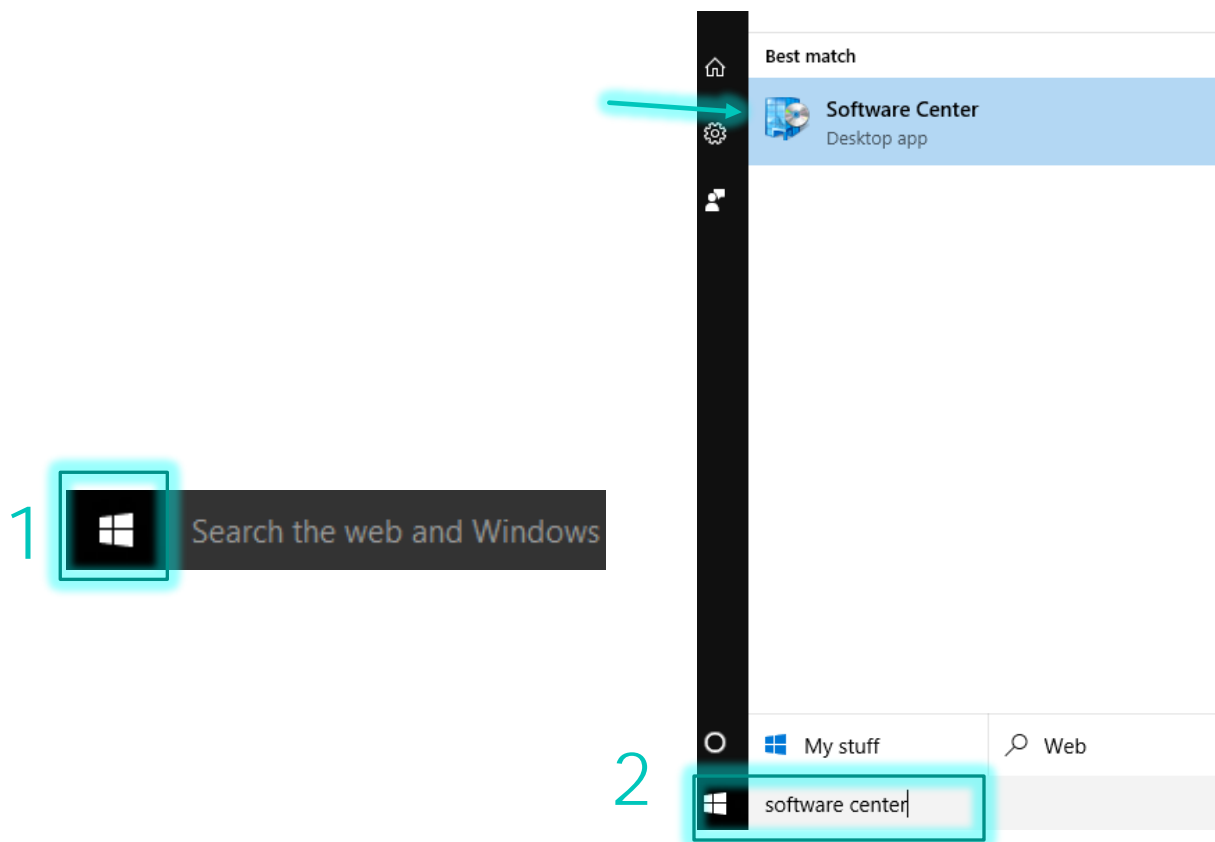 1
Search the web and Windows
Best match
Software Center
Desktop app
My stuff
Web
2
software center